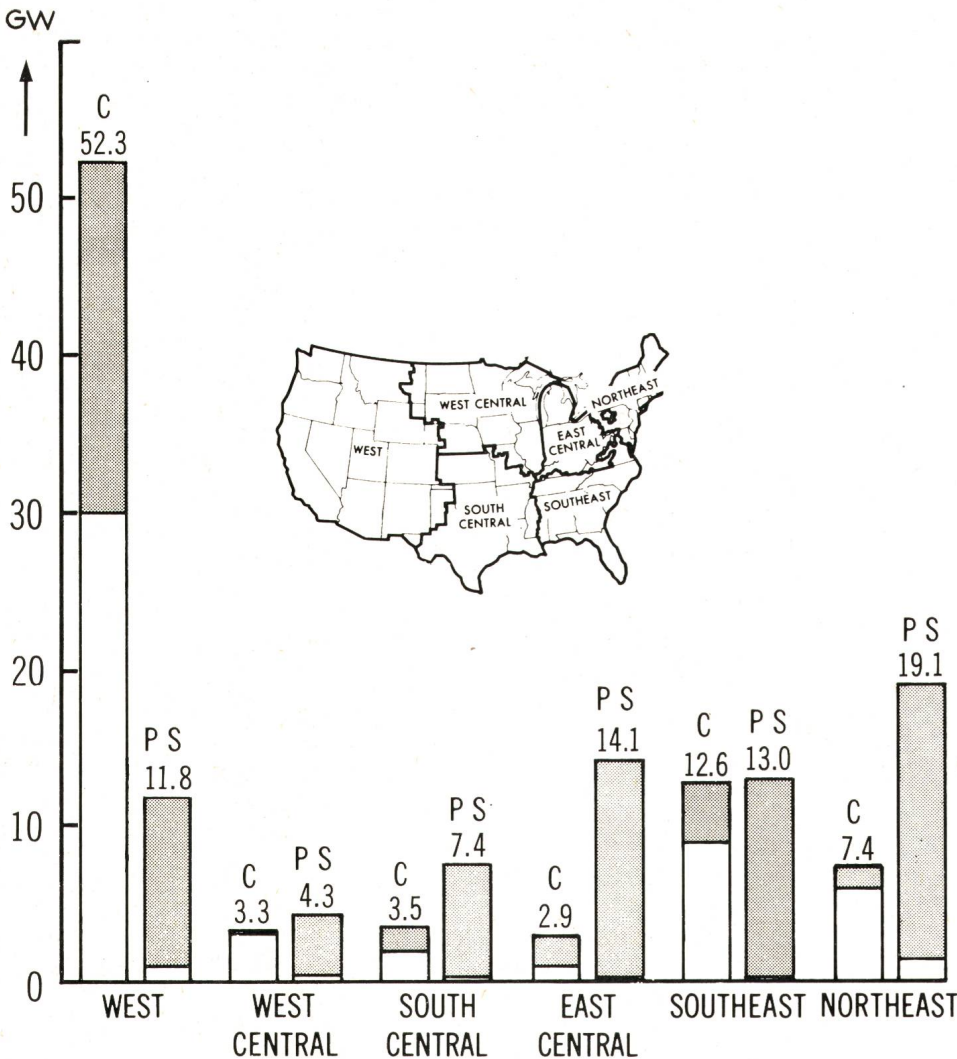 GW
C
52.3
50
40
30
20
10
0
P S
11.8
C
3.3
P S
4.3
C
3.5
P S
7.4
C
2.9
P S
14.1
C
12.6
P S
13.0
C
7.4
P S
19.1
WEST
WEST CENTRAL
SOUTH
CENTRAL
EAST
CENTRAL
SOUTHEAST
NORTHEAST
WEST
WEST
CENTRAL
SOUTH
CENTRAL
EAST
CENTRAL
SOUTHEAST
NORTHEAST